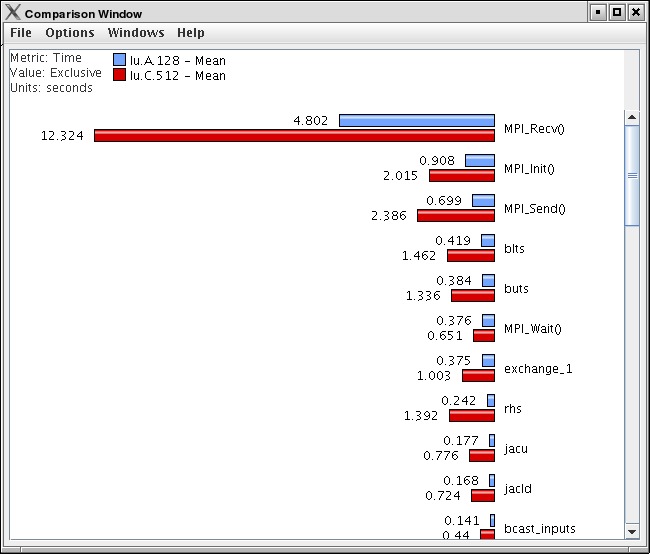 Comparison Window
File Options Windows Help
Metric: Time
Value: Exclusive
Units: seconds
lu.A.128 - Mean
lu.C.512 - Mean
4.802
12.324
MPI_Recv()
0.908
2.015
MPI_Init()
0.699
2.386
MPI_Send()
0.419
1.462
blts
0.384
1.336
buts
0.376
0.651
MPI_Wait()
0.375
1.003
exchange_1
0.242
1.392
rhs
0.177
0.776
jacu
0.168
0.724
jacld
0.141
0.44
bcast_inputs